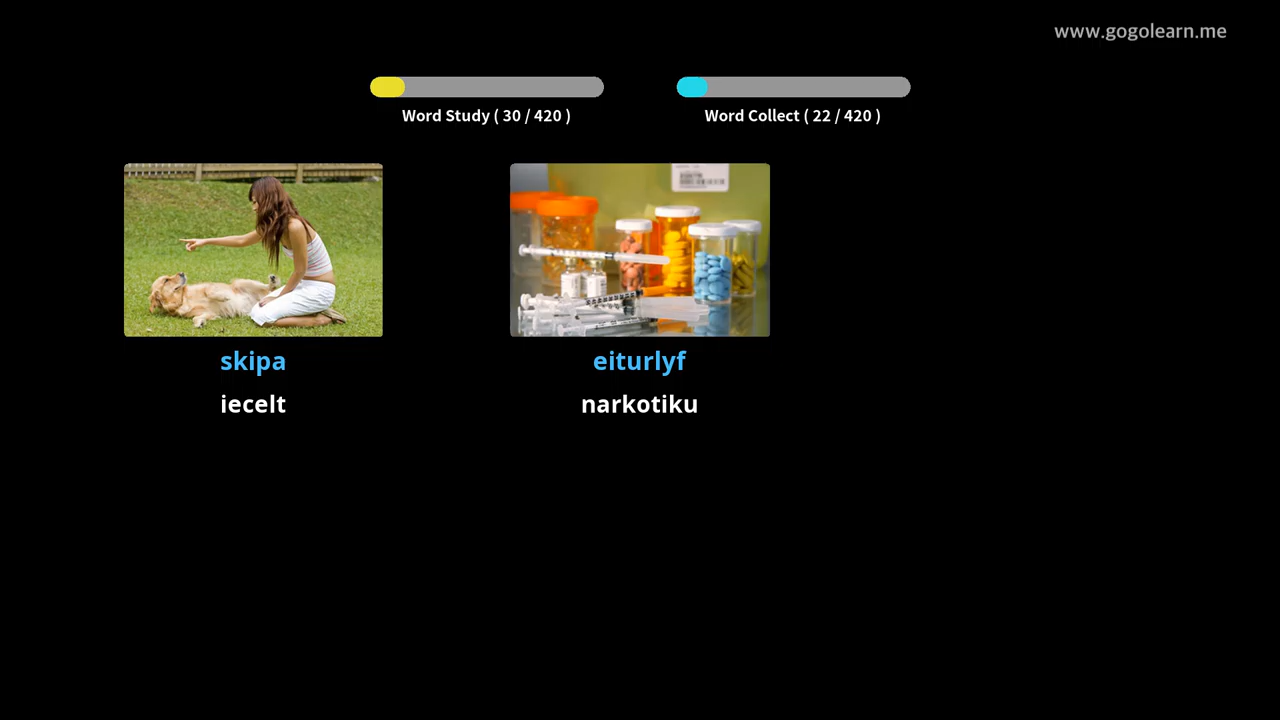 www.gogolearn.me
Word Study ( 30 / 420 )
Word Collect ( 22 / 420 )
skipa
eiturlyf
iecelt
narkotiku